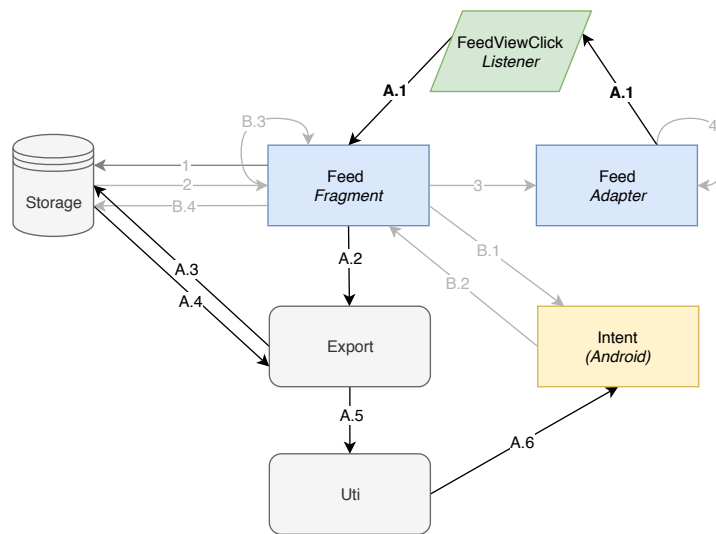 FeedViewClick
Listener
A.1
A.1
B.3
4
1
2
B.4
Storage
Feed
Fragment
3
Feed
Adapter
A.2
B.1
B.2
A.3
A.4
Export
Intent
(Android)
A.5
A.6
Uti